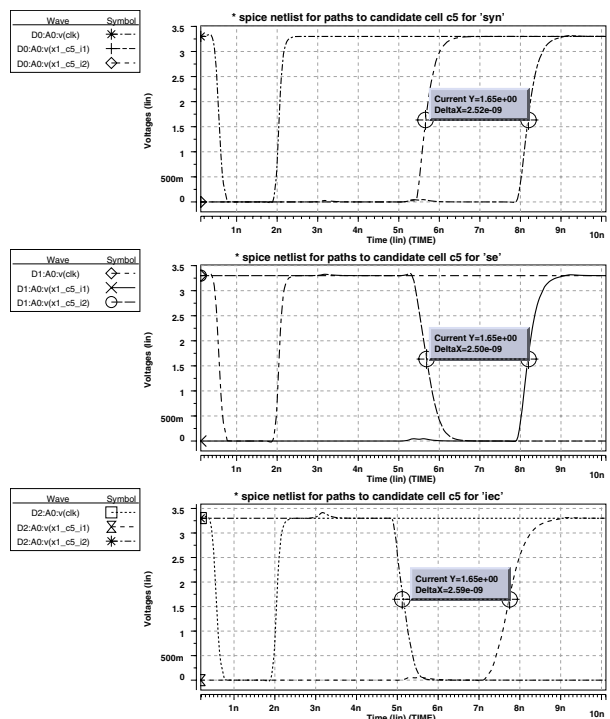 Wave Symbol
D0:A0:v(clk)
D0:A0:v(x1_c5_i1)
D0:A0:v(x1_c5_i2)
* spice netlist for paths to candidate cell c5 for 'syn'
Voltages (lin)
3.5
3
2.5
2
1.5
1
500m
0
Current Y=1.65e+00
DeltaX=2.52e-09
1n 2n 3n 4n 5n 6n 7n 8n 9n 10n
Time (lin) (TIME)
Wave Symbol
D1:A0:v(clk)
D1:A0:v(x1_c5_i1)
D1:A0:v(x1_c5_i2)
* spice netlist for paths to candidate cell c5 for 'se'
Voltages (lin)
3.5
3
2.5
2
1.5
1
500m
0
Current Y=1.65e+00
DeltaX=2.50e-09
1n 2n 3n 4n 5n 6n 7n 8n 9n 10n
Time (lin) (TIME)
Wave Symbol
D2:A0:v(clk)
D2:A0:v(x1_c5_i1)
D2:A0:v(x1_c5_i2)
* spice netlist for paths to candidate cell c5 for 'iec'
Voltages (lin)
3.5
3
2.5
2
1.5
1
500m
0
Current Y=1.65e+00
DeltaX=2.59e-09
1n 2n 3n 4n 5n 6n 7n 8n 9n 10n
Time (lin) (TIME)